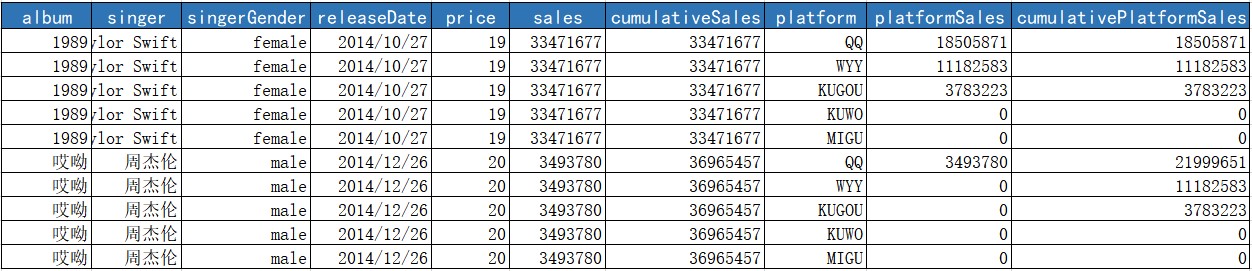 album singer singerGender releaseDate price sales cumulativeSales platform platformSales cumulativePlatformSales
1989 ylor Swift female 2014/10/27 19 33471677 33471677 QQ 18505871 18505871
1989 ylor Swift female 2014/10/27 19 33471677 33471677 WYY 11182583 11182583
1989 ylor Swift female 2014/10/27 19 33471677 33471677 KUGOU 3783223 3783223
1989 ylor Swift female 2014/10/27 19 33471677 33471677 KUWO 0 0
1989 ylor Swift female 2014/10/27 19 33471677 33471677 MIGU 0 0
哎呦 周杰伦 male 2014/12/26 20 3493780 36965457 QQ 3493780 21999651
哎呦 周杰伦 male 2014/12/26 20 3493780 36965457 WYY 0 11182583
哎呦 周杰伦 male 2014/12/26 20 3493780 36965457 KUGOU 0 3783223
哎呦 周杰伦 male 2014/12/26 20 3493780 36965457 KUWO 0 0
哎呦 周杰伦 male 2014/12/26 20 3493780 36965457 MIGU 0 0